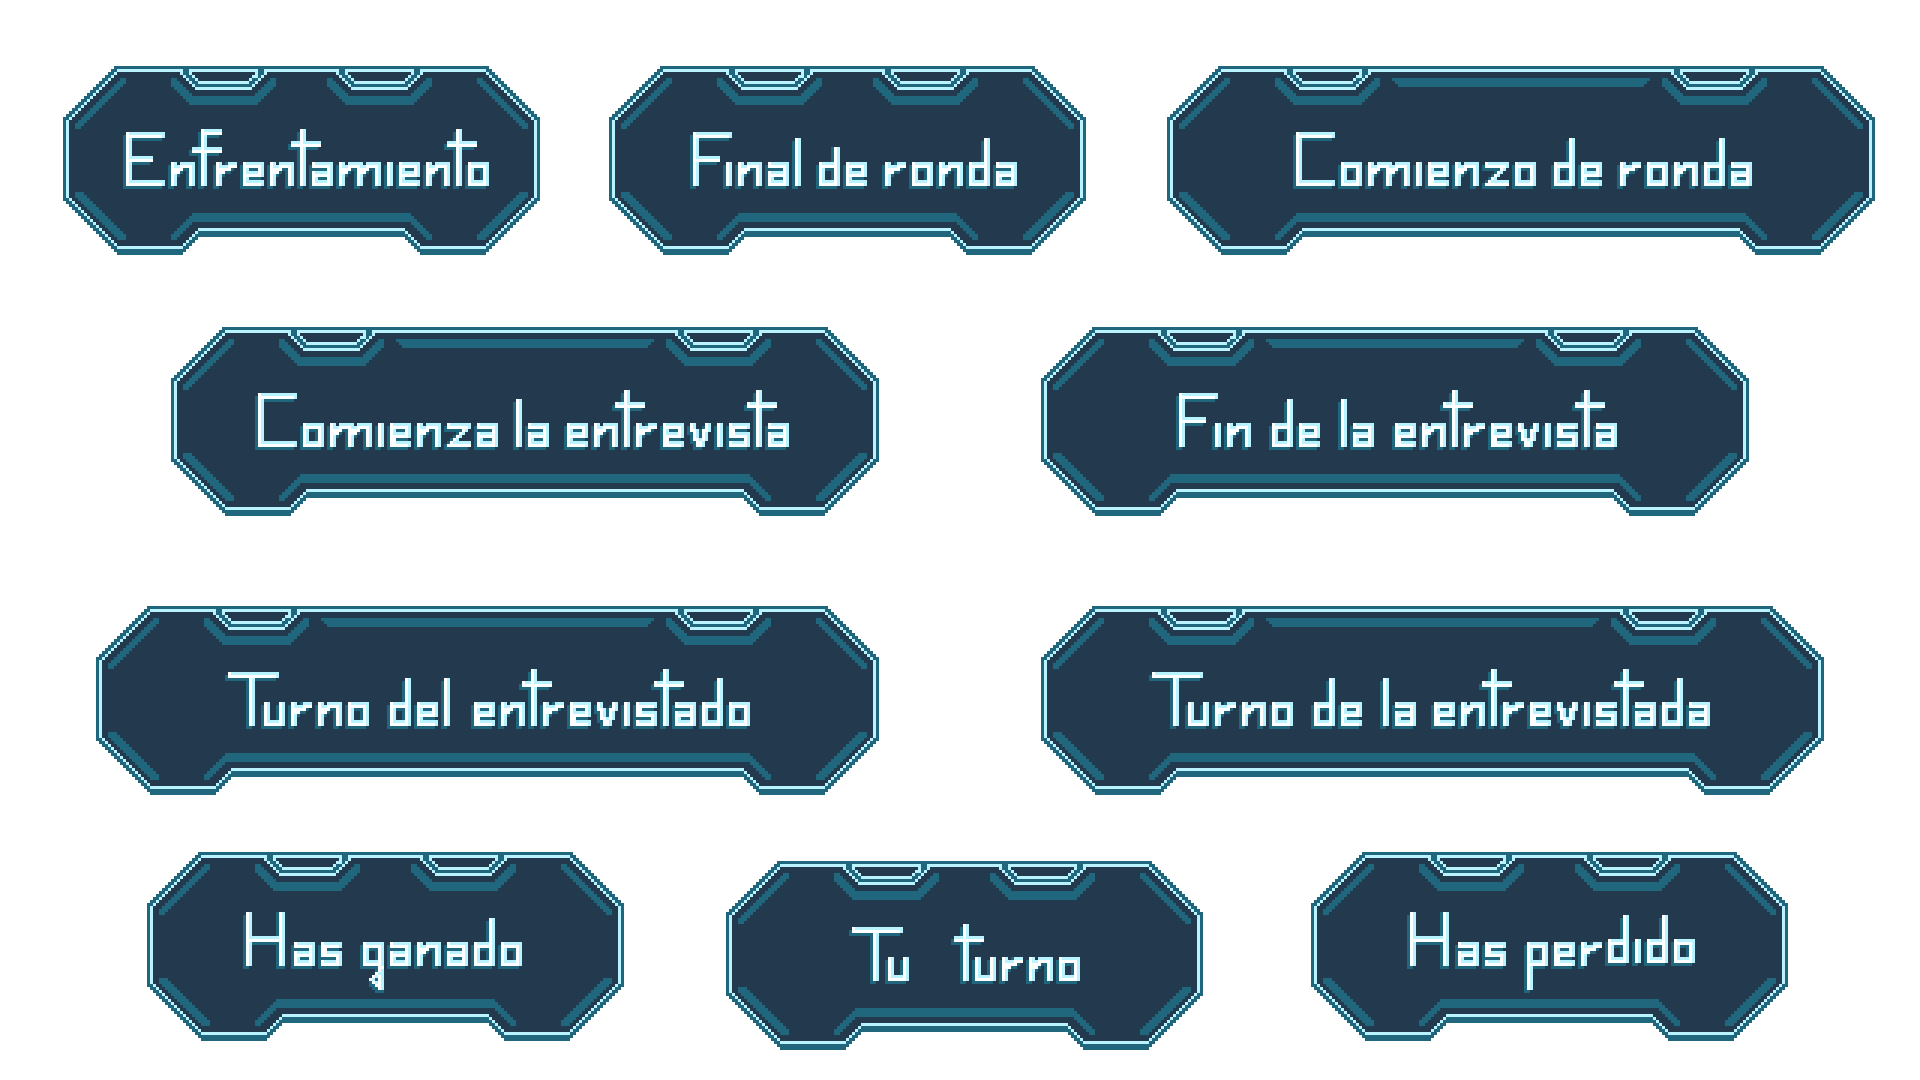 Enfrentamiento
Final de ronda
Comienzo de ronda
Comienza la entrevista
Fin de la entrevista
Turno del entrevistado
Turno de la entrevistada
Has ganado
Tu turno
Has perdido